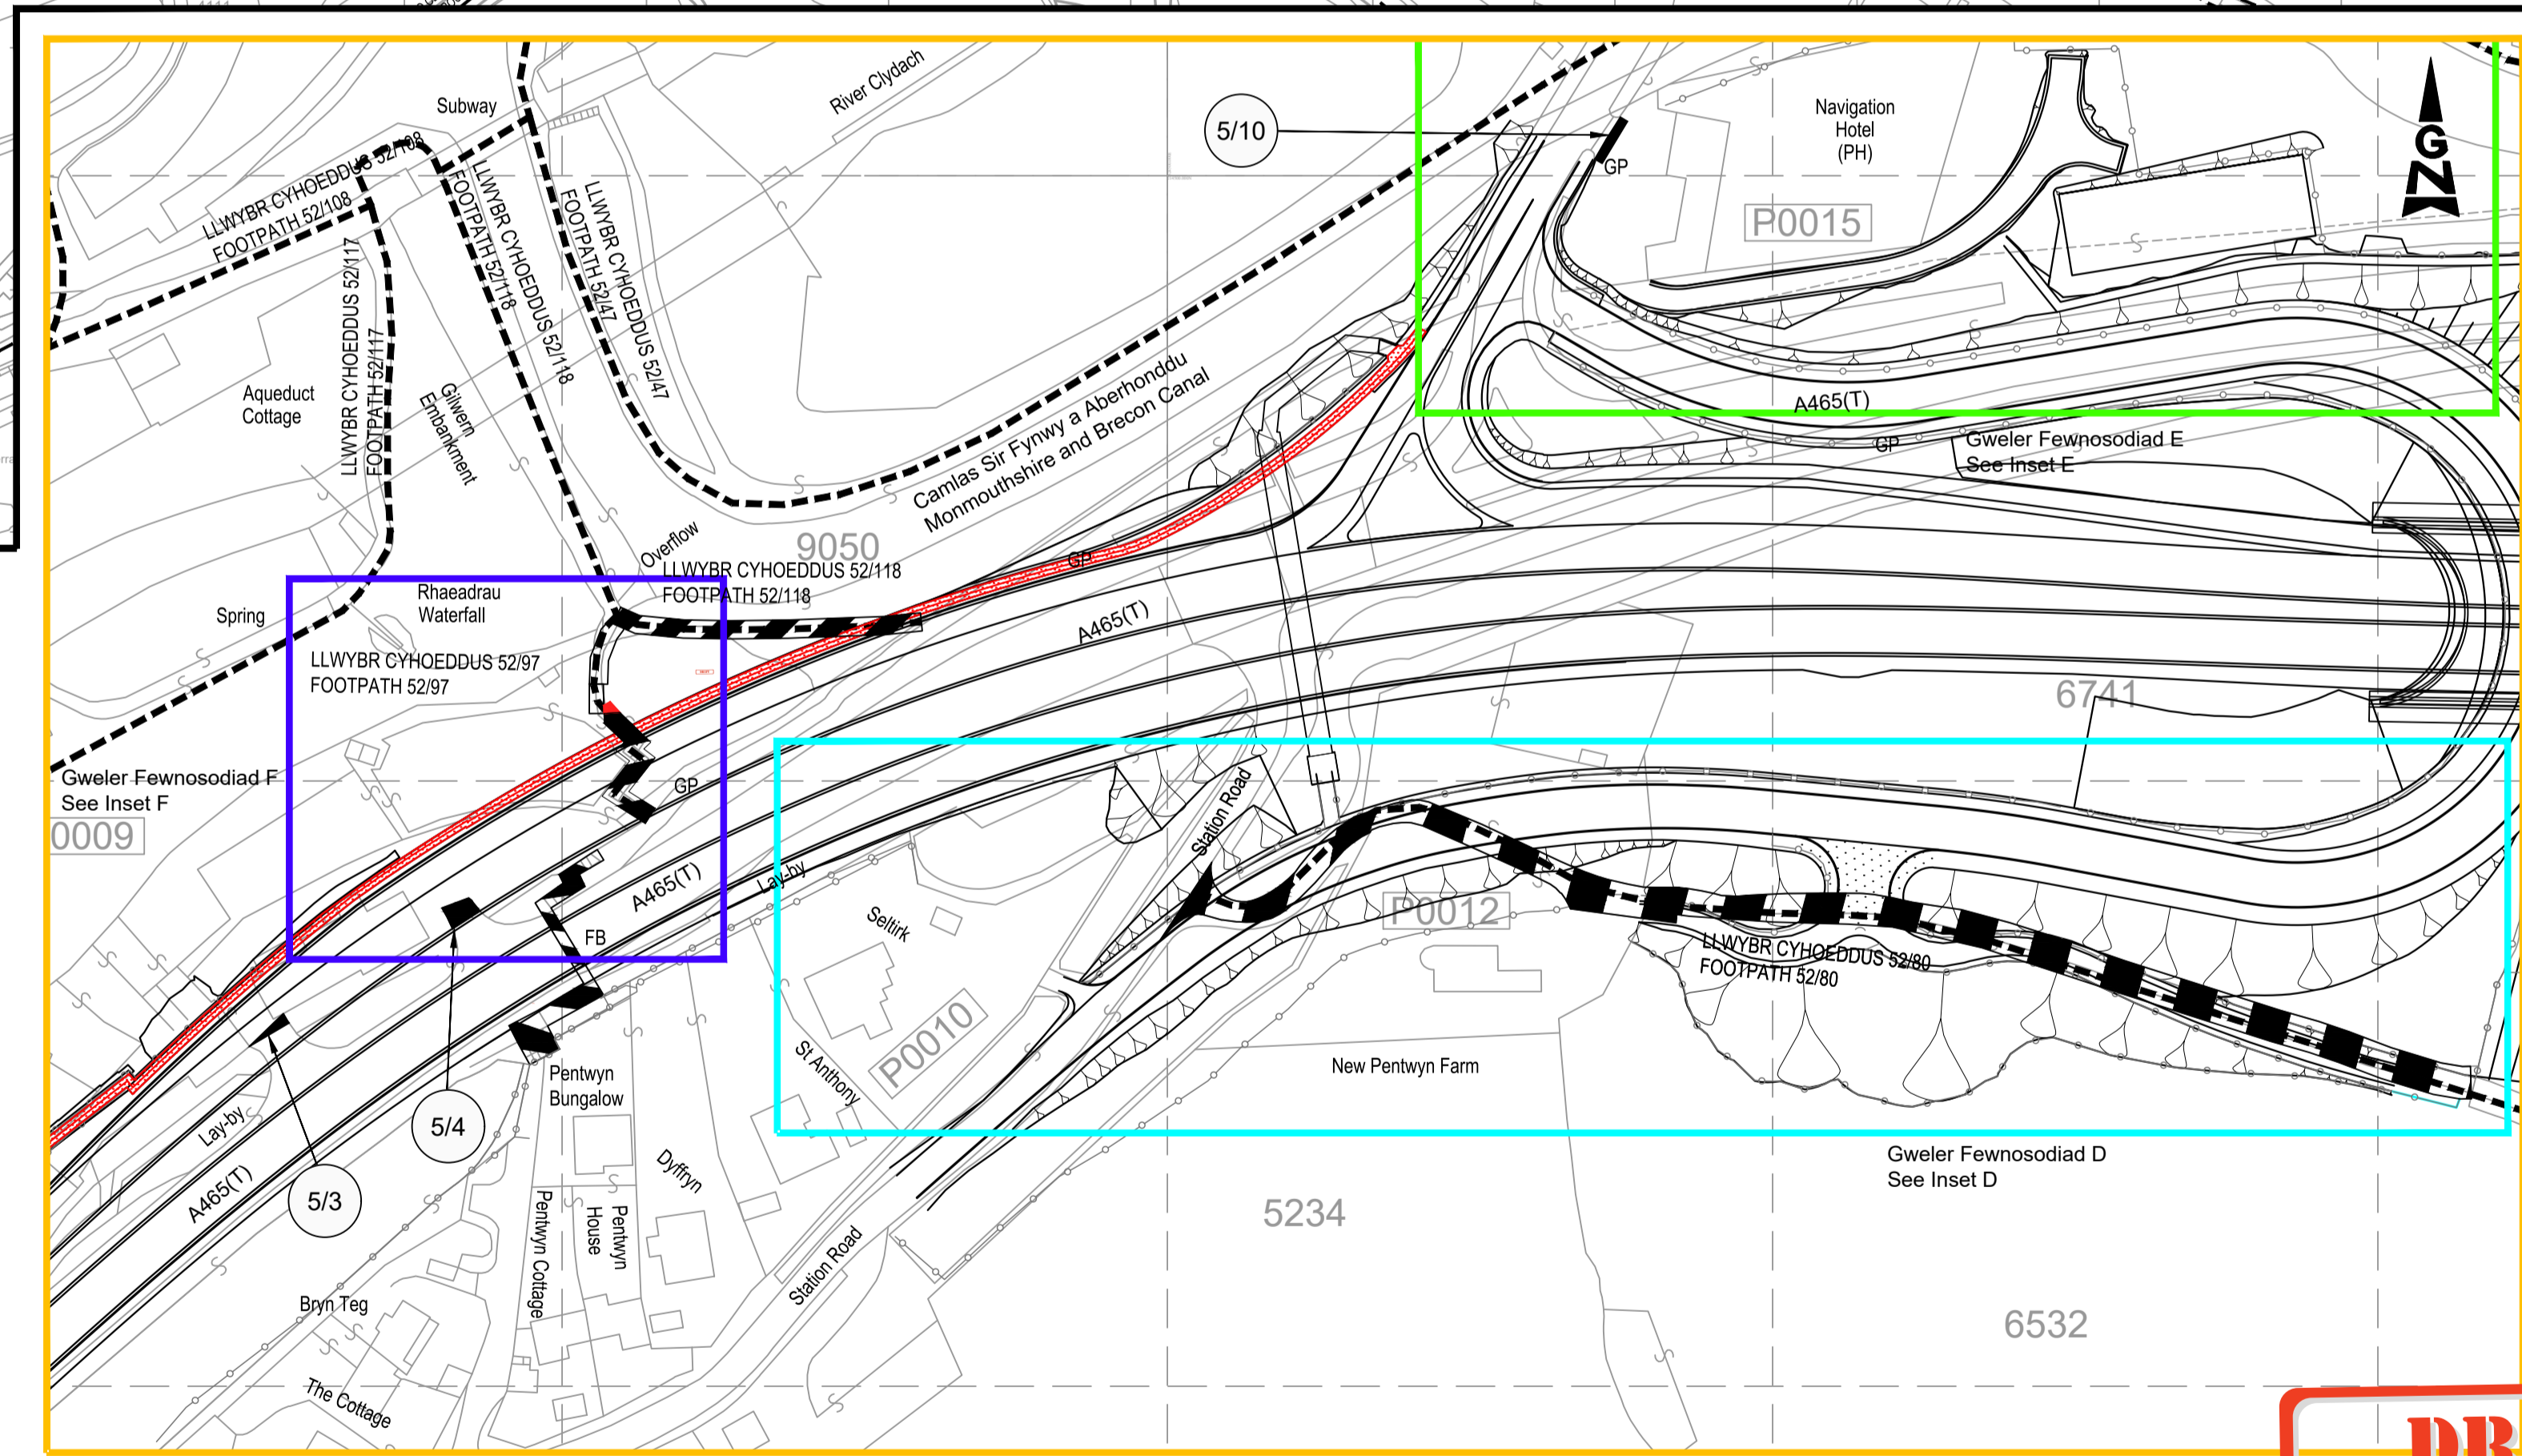 Subway
River Clydach
5/10
Navigation
Hotel
(PH)
GP
P0015
G
N
LLWYBR CYHOEDDUS 52/108
FOOTPATH 52/108
LLWYBR CYHOEDDUS 52/118
FOOTPATH 52/118
LLWYBR CYHOEDDUS 52/47
FOOTPATH 52/47
LLWYBR CYHOEDDUS 52/117
FOOTPATH 52/117
Aqueduct
Cottage
Gilwern
Embankment
Camlas Sir Fynwy a Aberhonddu
Monmouthshire and Brecon Canal
A465(T)
GP
Gweler Fewnosodiad E
See Inset E
Overflow
9050
LLWYBR CYHOEDDUS 52/118
FOOTPATH 52/118
GP
A465(T)
Spring
Rhaeadrau
Waterfall
LLWYBR CYHOEDDUS 52/97
FOOTPATH 52/97
6741
Gweler Fewnosodiad F
See Inset F
0009
GP
A465(T)
Lay-by
FB
Station Road
Seltirk
P0012
LLWYBR CYHOEDDUS 52/80
FOOTPATH 52/80
P0010
St Anthony
New Pentwyn Farm
Pentwyn
Bungalow
5/4
5/3
Lay-by
A465(T)
Dyffryn
Pentwyn Cottage
Pentwyn
House
Station Road
Gweler Fewnosodiad D
See Inset D
5234
6532
Bryn Teg
The Cottage